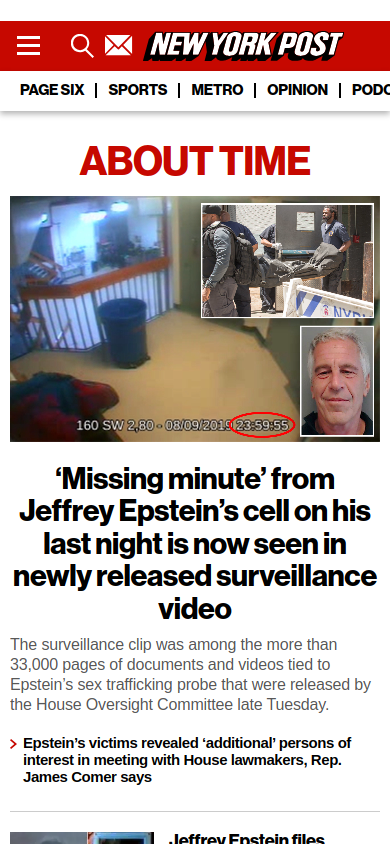 NEW YORK POST
PAGE SIX | SPORTS | METRO | OPINION |
ABOUT TIME
160 SW 2,80 - 08/09/2019 23:59:55
‘Missing minute’ from
Jeffrey Epstein’s cell on his
last night is now seen in
newly released surveillance
video
The surveillance clip was among the more than
33,000 pages of documents and videos tied to
Epstein’s sex trafficking probe that were released by
the House Oversight Committee late Tuesday.
Epstein’s victims revealed ‘additional’ persons of
interest in meeting with House lawmakers, Rep.
James Comer says
Jeffrey Epstein files